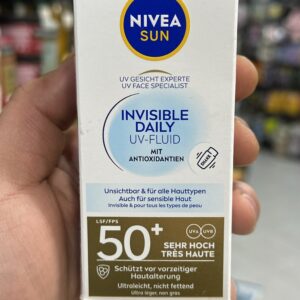 NIVEA
SUN
UV GESICHT EXPERTE
UV FACE SPECIALIST
INVISIBLE
DAILY
UV-FLUID
MIT
ANTIOXIDANTIEN
Unsichtbar & für alle Hauttypen
Auch für sensible Haut
Invisible & pour tous les types de peau
LSF/FPS
50+
UVA UVB
SEHR HOCH
TRÈS HAUTE
Schützt vor vorzeitiger
Hautalterung
Ultraleicht, nicht fettend
Ultra léger, non gras